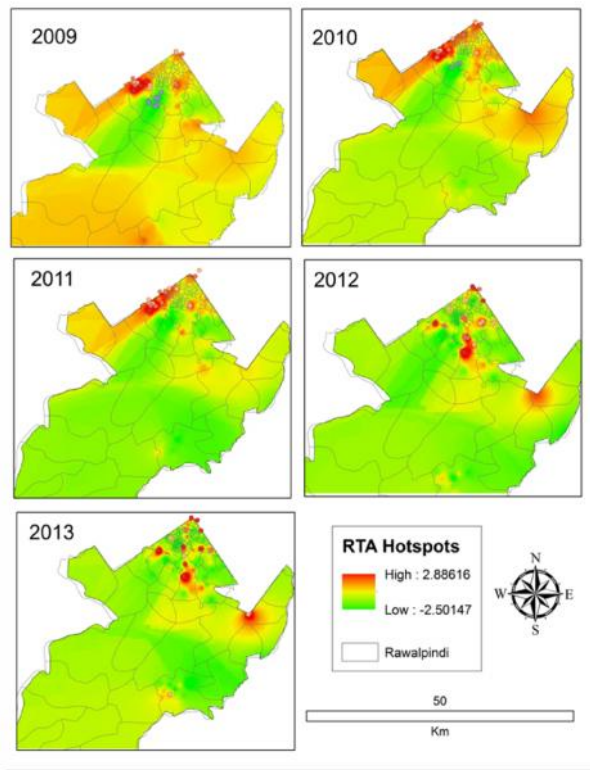 2009
2010
2011
2012
2013
RTA Hotspots
High : 2.88616
Low : -2.50147
Rawalpindi
N
W E
S
50
Km